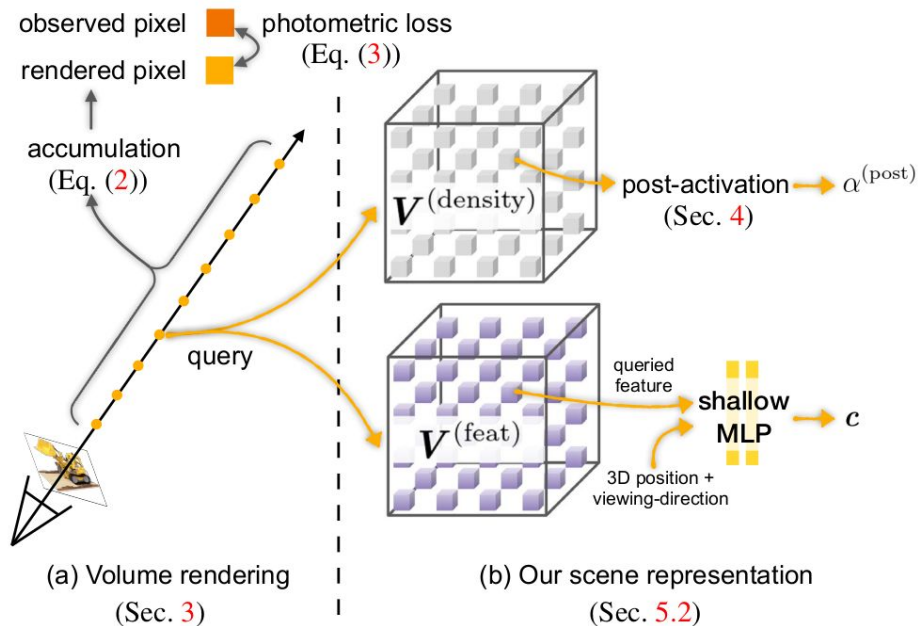 observed pixel
photometric loss
(Eq. (3))
rendered pixel
accumulation
(Eq. (2))
query
V(density)
post-activation
(Sec. 4)
α(post)
V(feat)
queried
feature
shallow
MLP
c
3D position +
viewing-direction
(a) Volume rendering
(Sec. 3)
(b) Our scene representation
(Sec. 5.2)